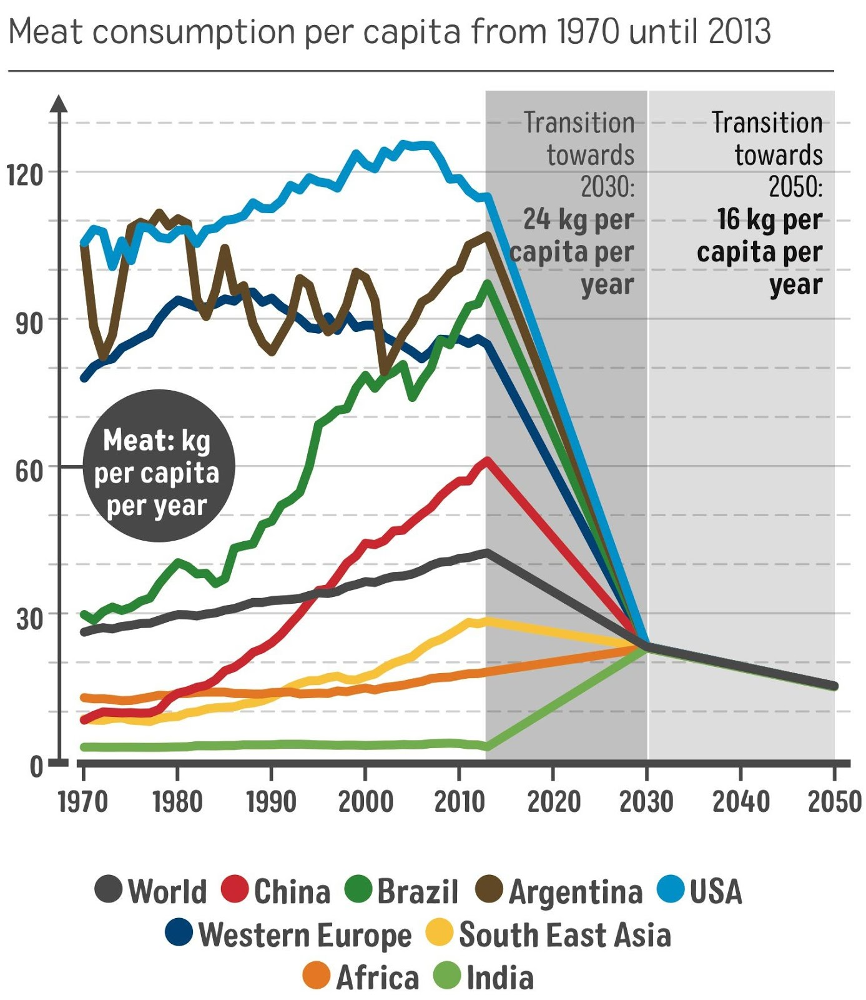 Meat consumption per capita from 1970 until 2013
Transition
towards
2030:
24 kg per
capita per
year
Transition
towards
2050:
16 kg per
capita per
year
120
90
60
30
0
Meat: kg
per capita
per year
1970 1980 1990 2000 2010 2020 2030 2040 2050
World China Brazil Argentina USA
Western Europe South East Asia
Africa India